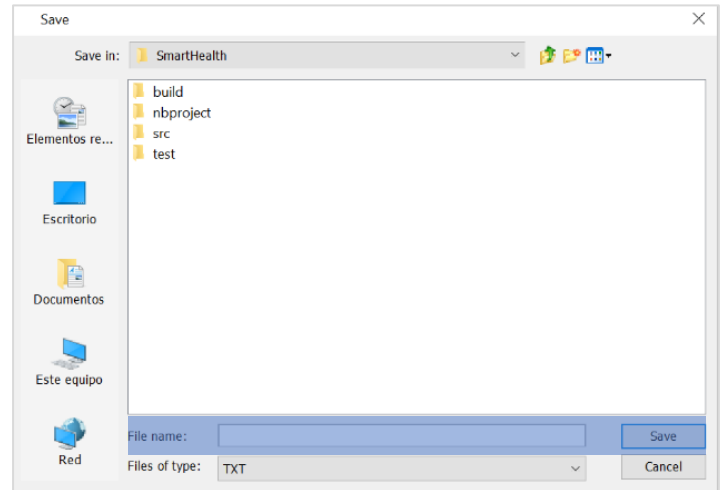 Save
Save in: SmartHealth
build
nbproject
src
test
Elementos re...
Escritorio
Documentos
Este equipo
Red
File name: Save
Files of type: TXT Cancel